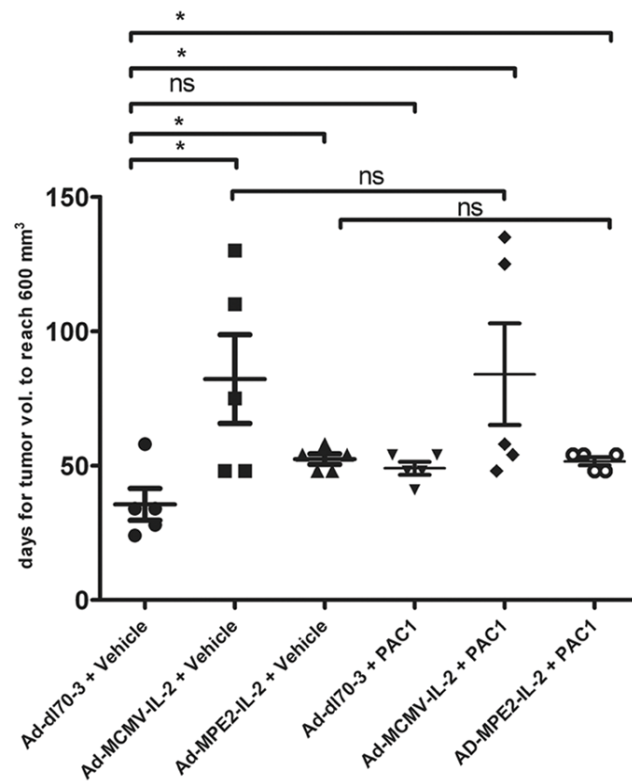 *
*
ns
*
*
ns
ns
150
100
50
0
days for tumor vol. to reach 600 mm³
Ad-dl70-3 + Vehicle
Ad-MCMV-IL-2 + Vehicle
Ad-MPE2-IL-2 + Vehicle
Ad-dl70-3 + PAC1
Ad-MCMV-IL-2 + PAC1
AD-MPE2-IL-2 + PAC1